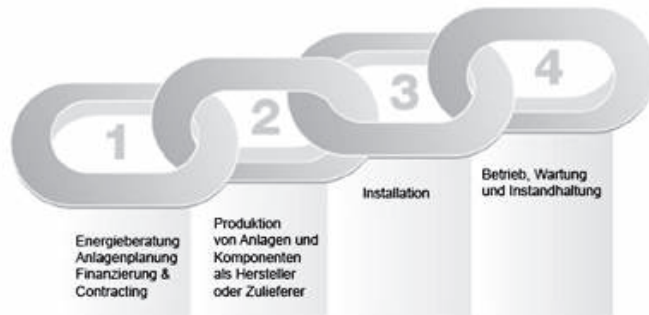 1
Energieberatung
Anlagenplanung
Finanzierung &
Contracting
2
Produktion
von Anlagen und
Komponenten
als Hersteller
oder Zulieferer
3
Installation
4
Betrieb, Wartung
und Instandhaltung